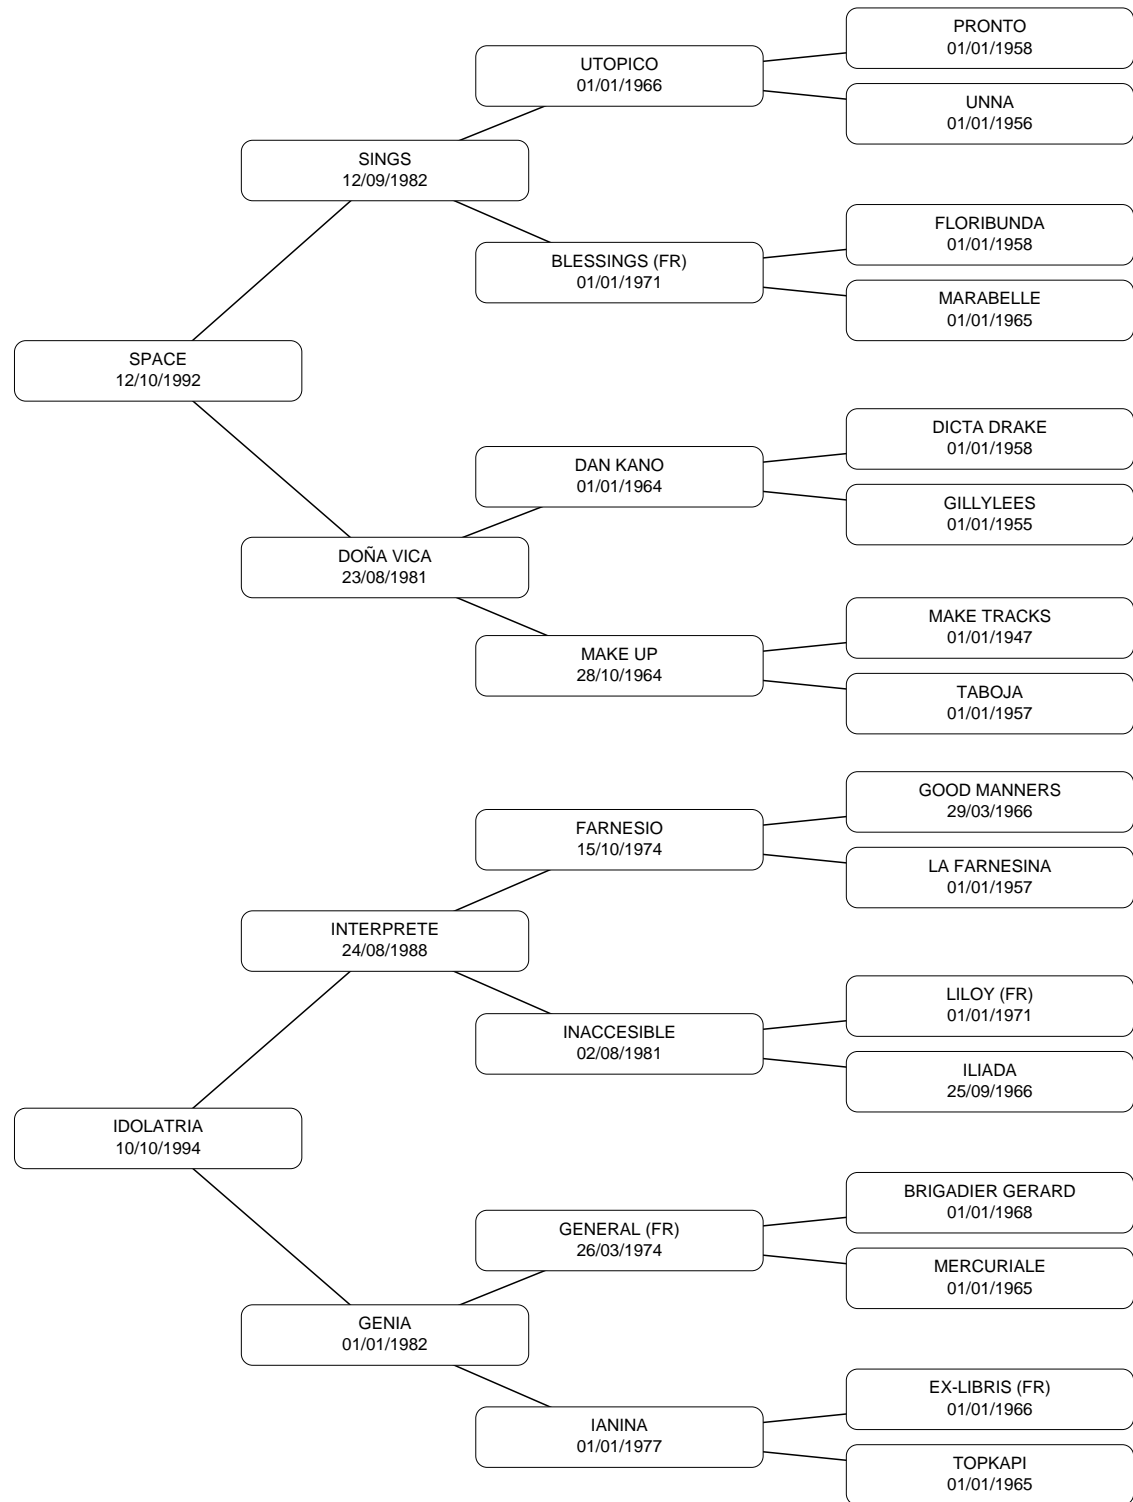 PRONTO
01/01/1958
UTOPICO
01/01/1966
UNNA
01/01/1956
SINGS
12/09/1982
FLORIBUNDA
01/01/1958
BLESSINGS (FR)
01/01/1971
MARABELLE
01/01/1965
SPACE
12/10/1992
DICTA DRAKE
01/01/1958
DAN KANO
01/01/1964
GILLYLEES
01/01/1955
DOÑA VICA
23/08/1981
MAKE TRACKS
01/01/1947
MAKE UP
28/10/1964
TABOJA
01/01/1957
GOOD MANNERS
29/03/1966
FARNESIO
15/10/1974
LA FARNESINA
01/01/1957
INTERPRETE
24/08/1988
LILOY (FR)
01/01/1971
INACCESIBLE
02/08/1981
ILIADA
25/09/1966
IDOLATRIA
10/10/1994
BRIGADIER GERARD
01/01/1968
GENERAL (FR)
26/03/1974
MERCURIALE
01/01/1965
GENIA
01/01/1982
EX-LIBRIS (FR)
01/01/1966
IANINA
01/01/1977
TOPKAPI
01/01/1965